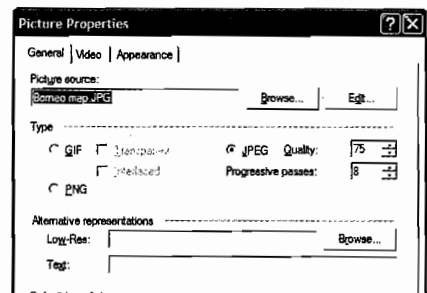 Picture Properties
General Video Appearance
Picture source:
Borneo map.JPG Browse... Edit...
Type
GIF Transparent JPEG Quality: 75
Interlaced Progressive passes: 8
PNG
Alternative representations
Low-Res: Browse...
Text: